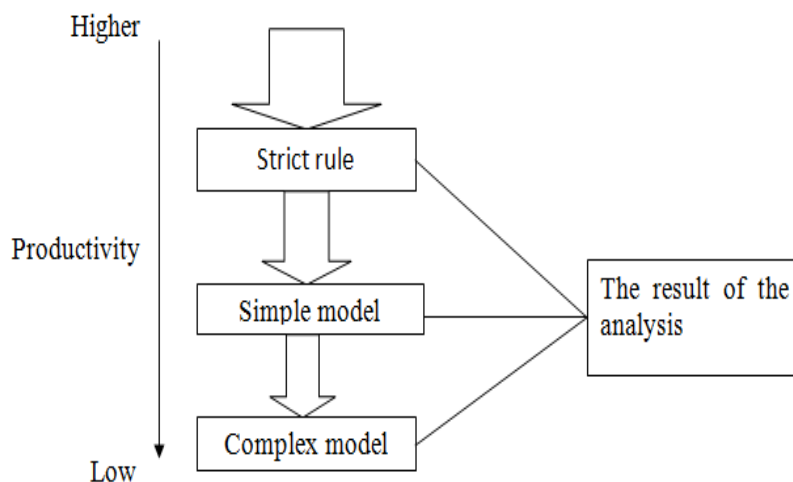 Higher
Strict rule
Productivity
The result of the
analysis
Simple model
Complex model
Low